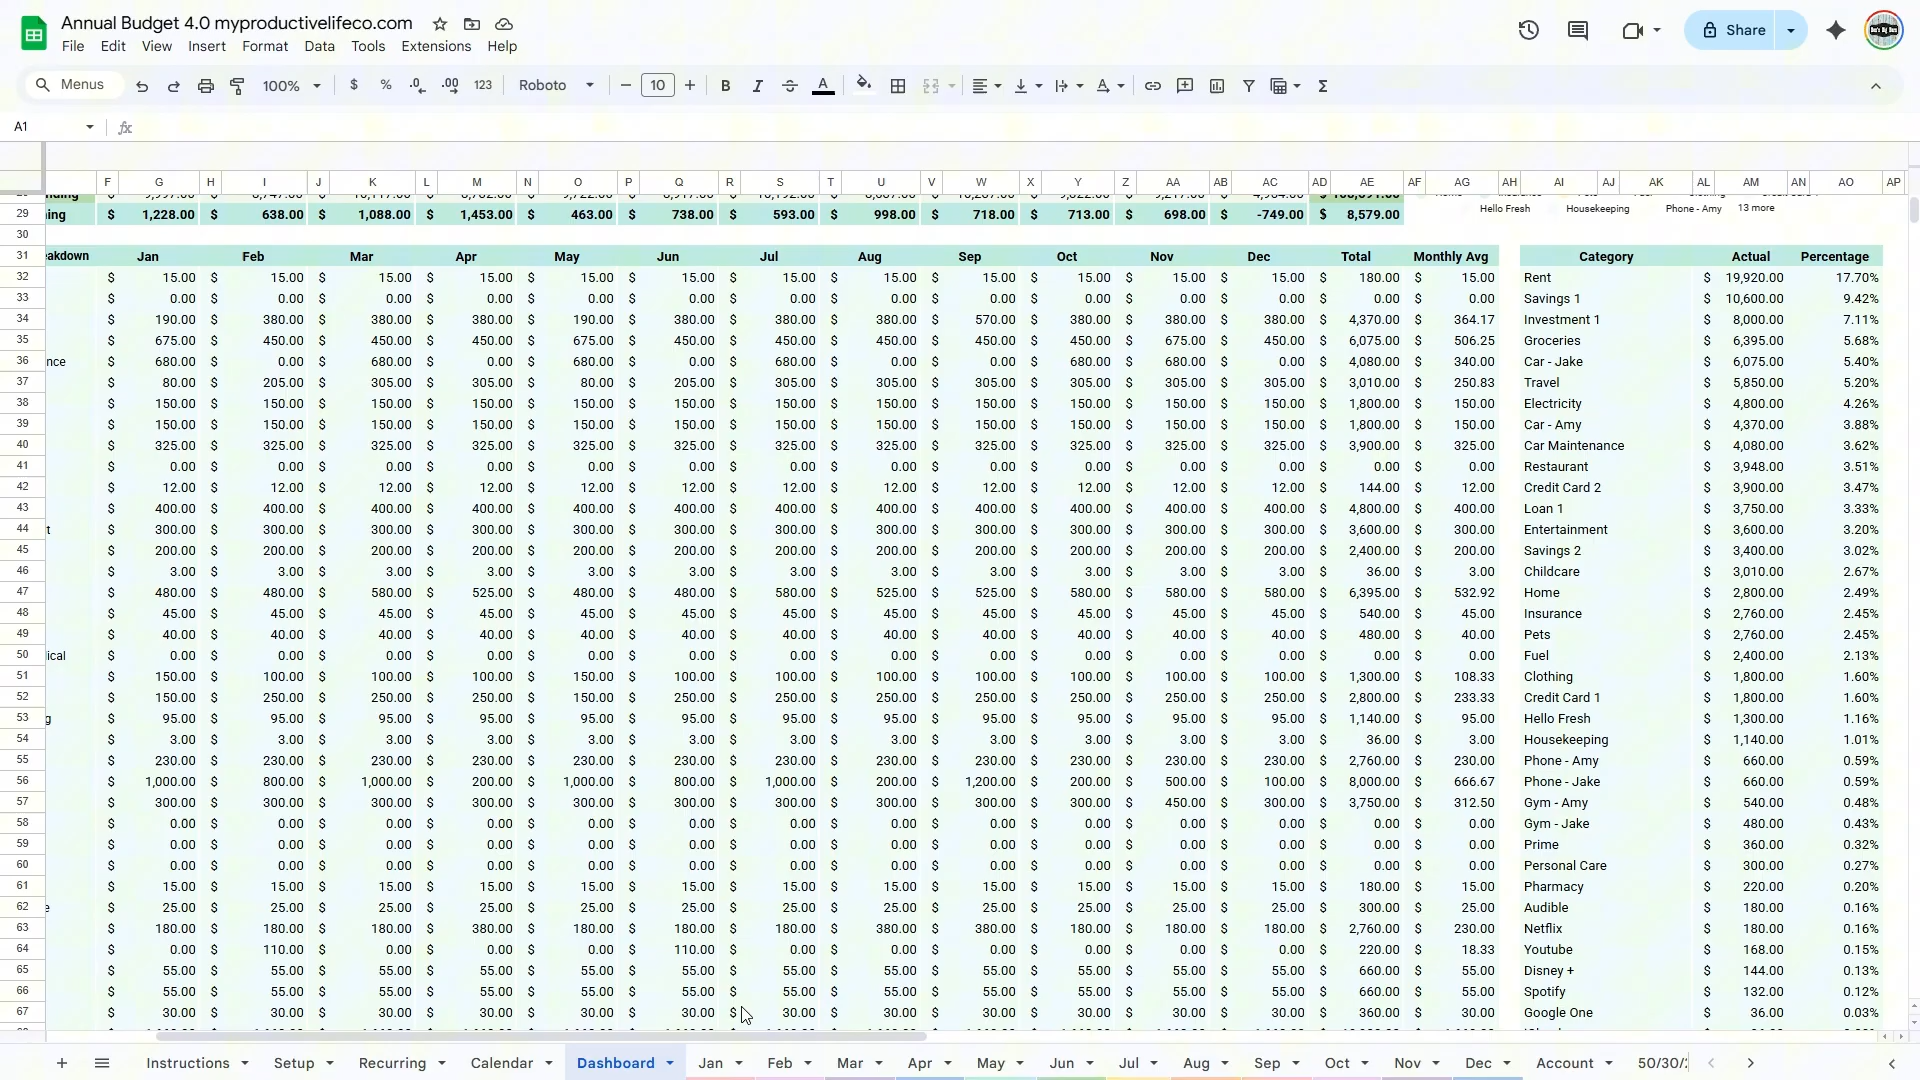 Annual Budget 4.0 myproductivelifeco.com
File Edit View Insert Format Data Tools Extensions Help
Share
Menus 100% $ % .0 .00 123 Roboto 10 B I A Σ
A1 fx
F G H I J K L M N O P Q R S T U V W X Y Z AA AB AC AD AE AF AG AH AI AJ AK AL AM AN AO AP
29 $ 1,228.00 $ 638.00 $ 1,088.00 $ 1,453.00 $ 463.00 $ 738.00 $ 593.00 $ 998.00 $ 718.00 $ 713.00 $ 698.00 $ -749.00 $ 8,579.00 Hello Fresh Housekeeping Phone - Amy 13 more
30
31 Jan Feb Mar Apr May Jun Jul Aug Sep Oct Nov Dec Total Monthly Avg Category Actual Percentage
32 $ 15.00 $ 15.00 $ 15.00 $ 15.00 $ 15.00 $ 15.00 $ 15.00 $ 15.00 $ 15.00 $ 15.00 $ 15.00 $ 15.00 $ 180.00 $ 15.00 Rent $ 19,920.00 17.70%
33 $ 0.00 $ 0.00 $ 0.00 $ 0.00 $ 0.00 $ 0.00 $ 0.00 $ 0.00 $ 0.00 $ 0.00 $ 0.00 $ 0.00 $ 0.00 $ 0.00 Savings 1 $ 10,600.00 9.42%
34 $ 190.00 $ 380.00 $ 380.00 $ 380.00 $ 190.00 $ 380.00 $ 380.00 $ 380.00 $ 570.00 $ 380.00 $ 380.00 $ 380.00 $ 4,370.00 $ 364.17 Investment 1 $ 8,000.00 7.11%
35 $ 675.00 $ 450.00 $ 450.00 $ 450.00 $ 675.00 $ 450.00 $ 450.00 $ 450.00 $ 450.00 $ 450.00 $ 675.00 $ 450.00 $ 6,075.00 $ 506.25 Groceries $ 6,395.00 5.68%
36 $ 680.00 $ 0.00 $ 680.00 $ 0.00 $ 680.00 $ 0.00 $ 680.00 $ 0.00 $ 0.00 $ 680.00 $ 680.00 $ 0.00 $ 4,080.00 $ 340.00 Car - Jake $ 6,075.00 5.40%
37 $ 80.00 $ 205.00 $ 305.00 $ 305.00 $ 80.00 $ 205.00 $ 305.00 $ 305.00 $ 305.00 $ 305.00 $ 305.00 $ 305.00 $ 3,010.00 $ 250.83 Travel $ 5,850.00 5.20%
38 $ 150.00 $ 150.00 $ 150.00 $ 150.00 $ 150.00 $ 150.00 $ 150.00 $ 150.00 $ 150.00 $ 150.00 $ 150.00 $ 150.00 $ 1,800.00 $ 150.00 Electricity $ 4,800.00 4.26%
39 $ 150.00 $ 150.00 $ 150.00 $ 150.00 $ 150.00 $ 150.00 $ 150.00 $ 150.00 $ 150.00 $ 150.00 $ 150.00 $ 150.00 $ 1,800.00 $ 150.00 Car - Amy $ 4,370.00 3.88%
40 $ 325.00 $ 325.00 $ 325.00 $ 325.00 $ 325.00 $ 325.00 $ 325.00 $ 325.00 $ 325.00 $ 325.00 $ 325.00 $ 325.00 $ 3,900.00 $ 325.00 Car Maintenance $ 4,080.00 3.62%
41 $ 0.00 $ 0.00 $ 0.00 $ 0.00 $ 0.00 $ 0.00 $ 0.00 $ 0.00 $ 0.00 $ 0.00 $ 0.00 $ 0.00 $ 0.00 $ 0.00 Restaurant $ 3,948.00 3.51%
42 $ 12.00 $ 12.00 $ 12.00 $ 12.00 $ 12.00 $ 12.00 $ 12.00 $ 12.00 $ 12.00 $ 12.00 $ 12.00 $ 12.00 $ 144.00 $ 12.00 Credit Card 2 $ 3,900.00 3.47%
43 $ 400.00 $ 400.00 $ 400.00 $ 400.00 $ 400.00 $ 400.00 $ 400.00 $ 400.00 $ 400.00 $ 400.00 $ 400.00 $ 400.00 $ 4,800.00 $ 400.00 Loan 1 $ 3,750.00 3.33%
44 $ 300.00 $ 300.00 $ 300.00 $ 300.00 $ 300.00 $ 300.00 $ 300.00 $ 300.00 $ 300.00 $ 300.00 $ 300.00 $ 300.00 $ 3,600.00 $ 300.00 Entertainment $ 3,600.00 3.20%
45 $ 200.00 $ 200.00 $ 200.00 $ 200.00 $ 200.00 $ 200.00 $ 200.00 $ 200.00 $ 200.00 $ 200.00 $ 200.00 $ 200.00 $ 2,400.00 $ 200.00 Savings 2 $ 3,400.00 3.02%
46 $ 3.00 $ 3.00 $ 3.00 $ 3.00 $ 3.00 $ 3.00 $ 3.00 $ 3.00 $ 3.00 $ 3.00 $ 3.00 $ 3.00 $ 36.00 $ 3.00 Childcare $ 3,010.00 2.67%
47 $ 480.00 $ 480.00 $ 580.00 $ 525.00 $ 480.00 $ 480.00 $ 580.00 $ 525.00 $ 525.00 $ 580.00 $ 580.00 $ 580.00 $ 6,395.00 $ 532.92 Home $ 2,800.00 2.49%
48 $ 45.00 $ 45.00 $ 45.00 $ 45.00 $ 45.00 $ 45.00 $ 45.00 $ 45.00 $ 45.00 $ 45.00 $ 45.00 $ 45.00 $ 540.00 $ 45.00 Insurance $ 2,760.00 2.45%
49 $ 40.00 $ 40.00 $ 40.00 $ 40.00 $ 40.00 $ 40.00 $ 40.00 $ 40.00 $ 40.00 $ 40.00 $ 40.00 $ 40.00 $ 480.00 $ 40.00 Pets $ 2,760.00 2.45%
50 $ 0.00 $ 0.00 $ 0.00 $ 0.00 $ 0.00 $ 0.00 $ 0.00 $ 0.00 $ 0.00 $ 0.00 $ 0.00 $ 0.00 $ 0.00 $ 0.00 Fuel $ 2,400.00 2.13%
51 $ 150.00 $ 100.00 $ 100.00 $ 100.00 $ 150.00 $ 100.00 $ 100.00 $ 100.00 $ 100.00 $ 100.00 $ 100.00 $ 100.00 $ 1,300.00 $ 108.33 Clothing $ 1,800.00 1.60%
52 $ 150.00 $ 250.00 $ 250.00 $ 250.00 $ 150.00 $ 250.00 $ 250.00 $ 250.00 $ 250.00 $ 250.00 $ 250.00 $ 250.00 $ 2,800.00 $ 233.33 Credit Card 1 $ 1,800.00 1.60%
53 $ 95.00 $ 95.00 $ 95.00 $ 95.00 $ 95.00 $ 95.00 $ 95.00 $ 95.00 $ 95.00 $ 95.00 $ 95.00 $ 95.00 $ 1,140.00 $ 95.00 Hello Fresh $ 1,300.00 1.16%
54 $ 3.00 $ 3.00 $ 3.00 $ 3.00 $ 3.00 $ 3.00 $ 3.00 $ 3.00 $ 3.00 $ 3.00 $ 3.00 $ 3.00 $ 36.00 $ 3.00 Housekeeping $ 1,140.00 1.01%
55 $ 230.00 $ 230.00 $ 230.00 $ 230.00 $ 230.00 $ 230.00 $ 230.00 $ 230.00 $ 230.00 $ 230.00 $ 230.00 $ 230.00 $ 2,760.00 $ 230.00 Phone - Amy $ 660.00 0.59%
56 $ 1,000.00 $ 800.00 $ 1,000.00 $ 200.00 $ 1,000.00 $ 800.00 $ 1,000.00 $ 200.00 $ 1,200.00 $ 200.00 $ 500.00 $ 100.00 $ 8,000.00 $ 666.67 Phone - Jake $ 660.00 0.59%
57 $ 300.00 $ 300.00 $ 300.00 $ 300.00 $ 300.00 $ 300.00 $ 300.00 $ 300.00 $ 300.00 $ 300.00 $ 450.00 $ 300.00 $ 3,750.00 $ 312.50 Gym - Amy $ 540.00 0.48%
58 $ 0.00 $ 0.00 $ 0.00 $ 0.00 $ 0.00 $ 0.00 $ 0.00 $ 0.00 $ 0.00 $ 0.00 $ 0.00 $ 0.00 $ 0.00 $ 0.00 Gym - Jake $ 480.00 0.43%
59 $ 0.00 $ 0.00 $ 0.00 $ 0.00 $ 0.00 $ 0.00 $ 0.00 $ 0.00 $ 0.00 $ 0.00 $ 0.00 $ 0.00 $ 0.00 $ 0.00 Prime $ 360.00 0.32%
60 $ 0.00 $ 0.00 $ 0.00 $ 0.00 $ 0.00 $ 0.00 $ 0.00 $ 0.00 $ 0.00 $ 0.00 $ 0.00 $ 0.00 $ 0.00 $ 0.00 Personal Care $ 300.00 0.27%
61 $ 15.00 $ 15.00 $ 15.00 $ 15.00 $ 15.00 $ 15.00 $ 15.00 $ 15.00 $ 15.00 $ 15.00 $ 15.00 $ 15.00 $ 180.00 $ 15.00 Pharmacy $ 220.00 0.20%
62 $ 25.00 $ 25.00 $ 25.00 $ 25.00 $ 25.00 $ 25.00 $ 25.00 $ 25.00 $ 25.00 $ 25.00 $ 25.00 $ 25.00 $ 300.00 $ 25.00 Audible $ 180.00 0.16%
63 $ 180.00 $ 180.00 $ 180.00 $ 380.00 $ 180.00 $ 180.00 $ 180.00 $ 380.00 $ 380.00 $ 180.00 $ 180.00 $ 180.00 $ 2,760.00 $ 230.00 Netflix $ 180.00 0.16%
64 $ 0.00 $ 110.00 $ 0.00 $ 0.00 $ 0.00 $ 110.00 $ 0.00 $ 0.00 $ 0.00 $ 0.00 $ 0.00 $ 0.00 $ 220.00 $ 18.33 Youtube $ 168.00 0.15%
65 $ 55.00 $ 55.00 $ 55.00 $ 55.00 $ 55.00 $ 55.00 $ 55.00 $ 55.00 $ 55.00 $ 55.00 $ 55.00 $ 55.00 $ 660.00 $ 55.00 Disney + $ 144.00 0.13%
66 $ 55.00 $ 55.00 $ 55.00 $ 55.00 $ 55.00 $ 55.00 $ 55.00 $ 55.00 $ 55.00 $ 55.00 $ 55.00 $ 55.00 $ 660.00 $ 55.00 Spotify $ 132.00 0.12%
67 $ 30.00 $ 30.00 $ 30.00 $ 30.00 $ 30.00 $ 30.00 $ 30.00 $ 30.00 $ 30.00 $ 30.00 $ 30.00 $ 30.00 $ 360.00 $ 30.00 Google One $ 36.00 0.03%
Instructions Setup Recurring Calendar Dashboard Jan Feb Mar Apr May Jun Jul Aug Sep Oct Nov Dec Account 50/30/